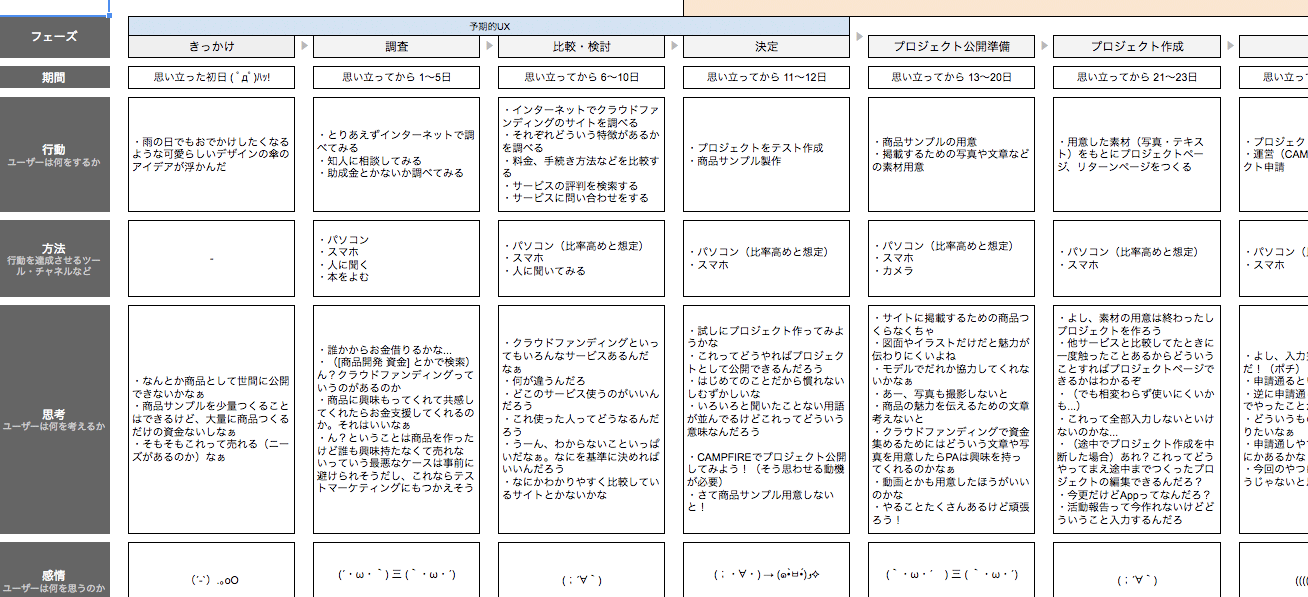 予期的UX
フェーズ
きっかけ
調査
比較・検討
決定
プロジェクト公開準備
プロジェクト作成
期間
思い立った初日 ( ﾟдﾟ)ﾊｯ!
思い立ってから 1〜5日
思い立ってから 6〜10日
思い立ってから 11〜12日
思い立ってから 13〜20日
思い立ってから 21〜23日
思い立っ
行動
ユーザーは何をするか
・雨の日でもおでかけしたくなる
ような可愛らしいデザインの傘の
アイデアが浮かんだ
・とりあえずインターネットで調
べてみる
・知人に相談してみる
・助成金とかないか調べてみる
・インターネットでクラウドファ
ンディングのサイトを調べる
・それぞれどういう特徴があるか
を調べる
・料金、手続き方法などを比較す
る
・サービスの評判を検索する
・サービスに問い合わせをする
・プロジェクトをテスト作成
・商品サンプル製作
・商品サンプルの用意
・掲載するための写真や文章など
の素材用意
・用意した素材（写真・テキス
ト）をもとにプロジェクトペー
ジ、リターンページをつくる
・プロジェク
・運営（CAM
クト申請
方法
行動を達成させるツー
ル・チャネルなど
-
・パソコン
・スマホ
・人に聞く
・本をよむ
・パソコン（比率高めと想定）
・スマホ
・人に聞いてみる
・パソコン（比率高めと想定）
・スマホ
・パソコン（比率高めと想定）
・スマホ
・カメラ
・パソコン（比率高めと想定）
・スマホ
・パソコン（
・スマホ
思考
ユーザーは何を考えるか
・なんとか商品として世間に公開
できないかなぁ
・商品サンプルを少量つくること
はできるけど、大量に商品つくる
だけの資金ないしなぁ
・そもそもこれって売れる（ニー
ズがあるのか）なぁ
・誰かからお金借りるかな...
・（[商品開発 資金] とかで検索）
ん？クラウドファンディングって
いうのがあるのか
・商品に興味もってくれて共感し
てくれたらお金支援してくれるの
か。それはいいなぁ
・ん？ということは商品を作った
けど誰も興味持たなくて売れな
いっていう最悪なケースは事前に
避けられそうだし、これならテス
トマーケティングにもつかえそう
・クラウドファンディングといっ
てもいろんなサービスあるんだ
なぁ
・何が違うんだろ
・どこのサービス使うのがいいん
だろう
・これ使った人ってどうなるんだ
ろう
・うーん、わからないこといっぱ
いだなぁ。なにを基準に決めれば
いいんだろう
・なにかわかりやすく比較してい
るサイトとかないかな
・試しにプロジェクト作ってみよ
うかな
・これってどうやればプロジェク
トとして公開できるんだろう
・はじめてのことだから慣れない
しむずかしいな
・いろいろと聞いたことない用語
が並んでるけどこれってどういう
意味なんだろう
・CAMPFIREでプロジェクト公開
してみよう！（そう思わせる動機
が必要）
・さて商品サンプル用意しない
と！
・サイトに掲載するための商品つ
くらなくちゃ
・図面やイラストだけだと魅力が
伝わりにくいよね
・モデルでだれか協力してくれな
いかなぁ
・あー、写真も撮影しないと
・商品の魅力を伝えるための文章
考えないと
・クラウドファンディングで資金
集めるためにはどういう文章や写
真を用意したらPAは興味を持っ
てくれるのかなぁ
・動画とかも用意したほうがいい
のかな
・やることたくさんあるけど頑張
ろう！
・よし、素材の用意は終わったし
プロジェクトを作ろう
・他サービスと比較してたときに
一度触ったことあるからどういう
ことすればプロジェクトページで
きるかはわかるぞ
・（でも相変わらず使いにくいか
も...）
・これって全部入力しないといけ
ないのかな...
・（途中でプロジェクト作成を中
断した場合）あれ？これってどう
やってまえ途中までつくったプロ
ジェクトの編集できるんだろ？
・今更だけどAppってなんだろ？
・活動報告って今作れないけどど
ういうこと入力するんだろ
・よし、入力
だ！（ポチ）
・申請通ると
・逆に申請通
でやったこと
・どういうもの
りたいなぁ
・申請通しや
にかあるかな
・今回のやつ
うじゃないと
感情
ユーザーは何を思うのか
(´-`）.｡oO
(´・ω・｀) 三 (｀・ω・´)
(；´∀｀)
(；・∀・) → (๑•̀ㅂ•́)و✧
(｀・ω・´　) 三 (｀・ω・´)
(；´∀｀)